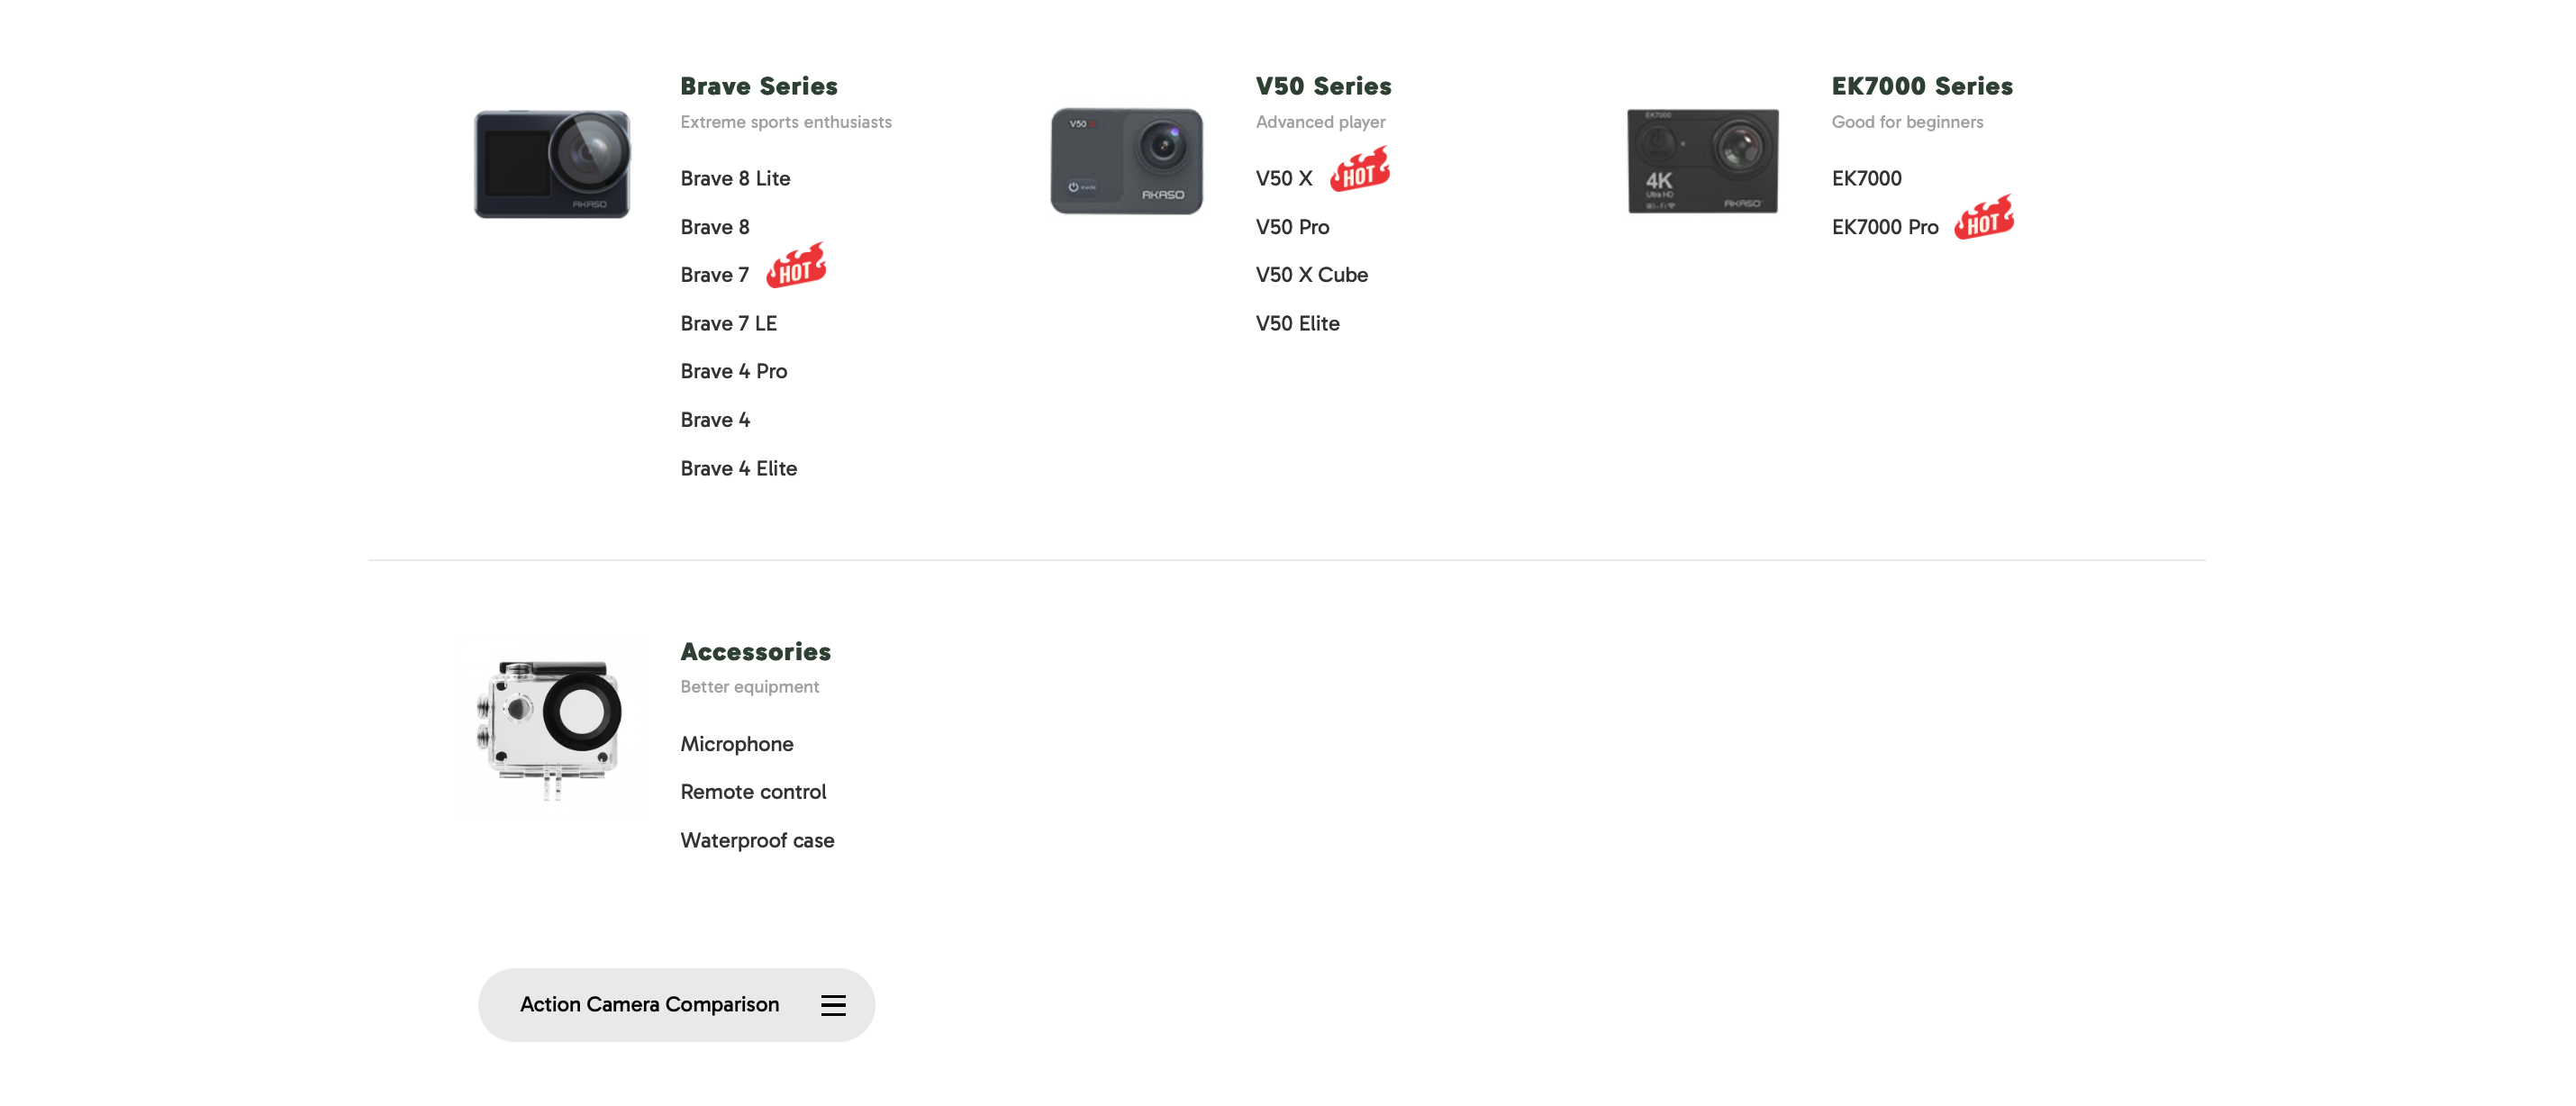 Brave Series
Extreme sports enthusiasts
Brave 8 Lite
Brave 8
Brave 7 HOT
Brave 7 LE
Brave 4 Pro
Brave 4
Brave 4 Elite
AKASO
V50 Series
Advanced player
V50 X HOT
V50 Pro
V50 X Cube
V50 Elite
V50
mode
AKASO
EK7000 Series
Good for beginners
EK7000
EK7000 Pro HOT
EK7000
4K
Ultra HD
Wi-Fi
AKASO
Accessories
Better equipment
Microphone
Remote control
Waterproof case
Action Camera Comparison